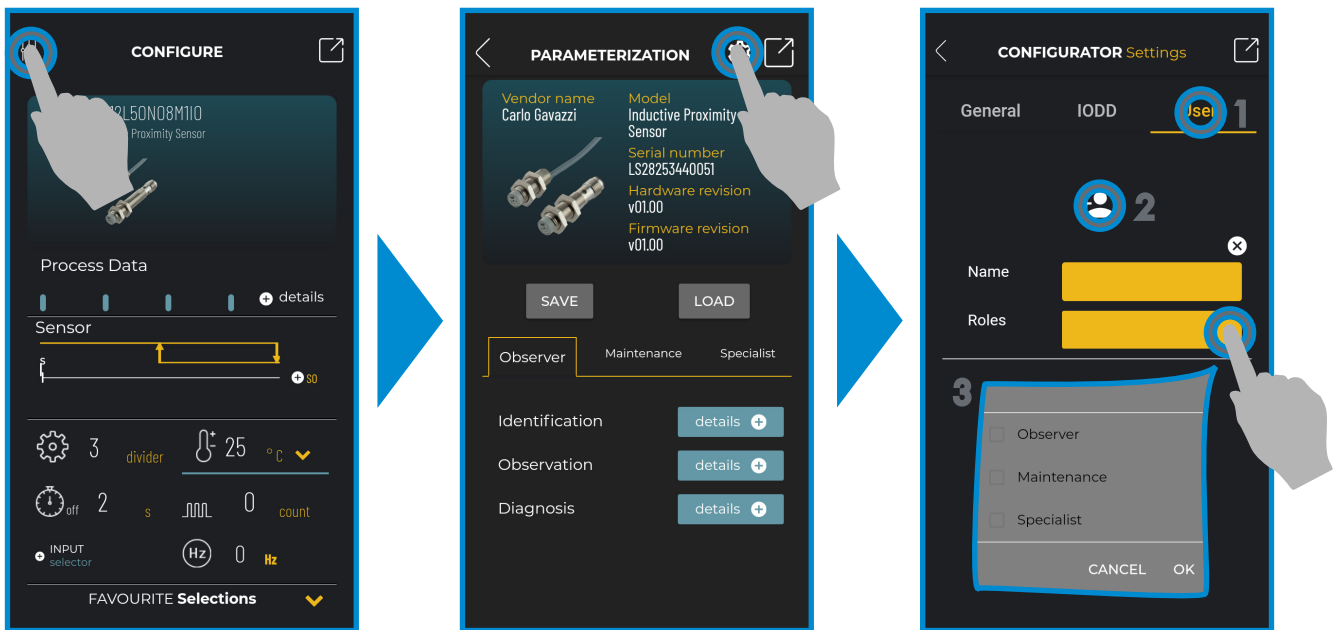 CONFIGURE
Proximity Sensor
Process Data
details
Sensor
s
so
3 divider
25 °C
off 2 s
0 count
INPUT
selector
Hz 0 Hz
FAVOURITE Selections
PARAMETERIZATION
Vendor name
Carlo Gavazzi
Model
Inductive Proximity
Sensor
Serial number
LS28253440051
Hardware revision
v01.00
Firmware revision
v01.00
SAVE
LOAD
Observer
Maintenance
Specialist
Identification
details
Observation
details
Diagnosis
details
CONFIGURATOR Settings
General
IODD
User
1
2
Name
Roles
3
Observer
Maintenance
Specialist
CANCEL
OK